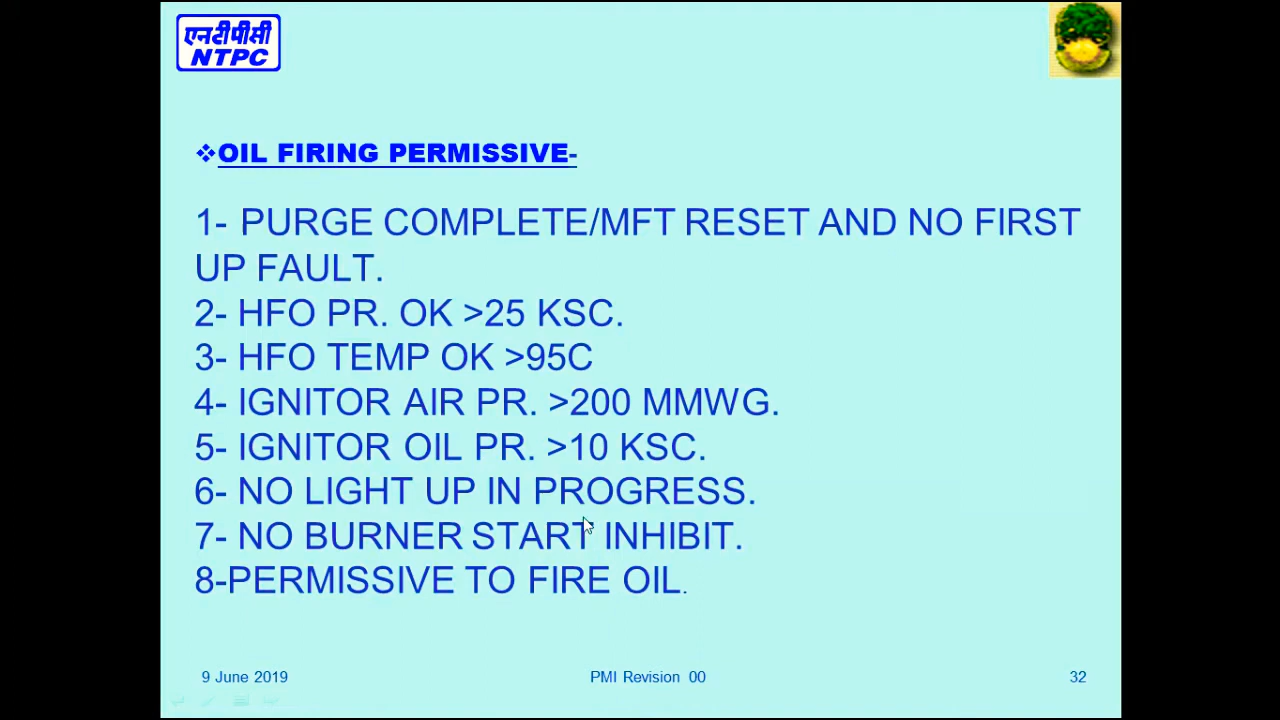 एनटीपीसी
NTPC
❖OIL FIRING PERMISSIVE-
1- PURGE COMPLETE/MFT RESET AND NO FIRST
UP FAULT.
2- HFO PR. OK >25 KSC.
3- HFO TEMP OK >95C
4- IGNITOR AIR PR. >200 MMWG.
5- IGNITOR OIL PR. >10 KSC.
6- NO LIGHT UP IN PROGRESS.
7- NO BURNER START INHIBIT.
8-PERMISSIVE TO FIRE OIL.
9 June 2019 PMI Revision 00 32